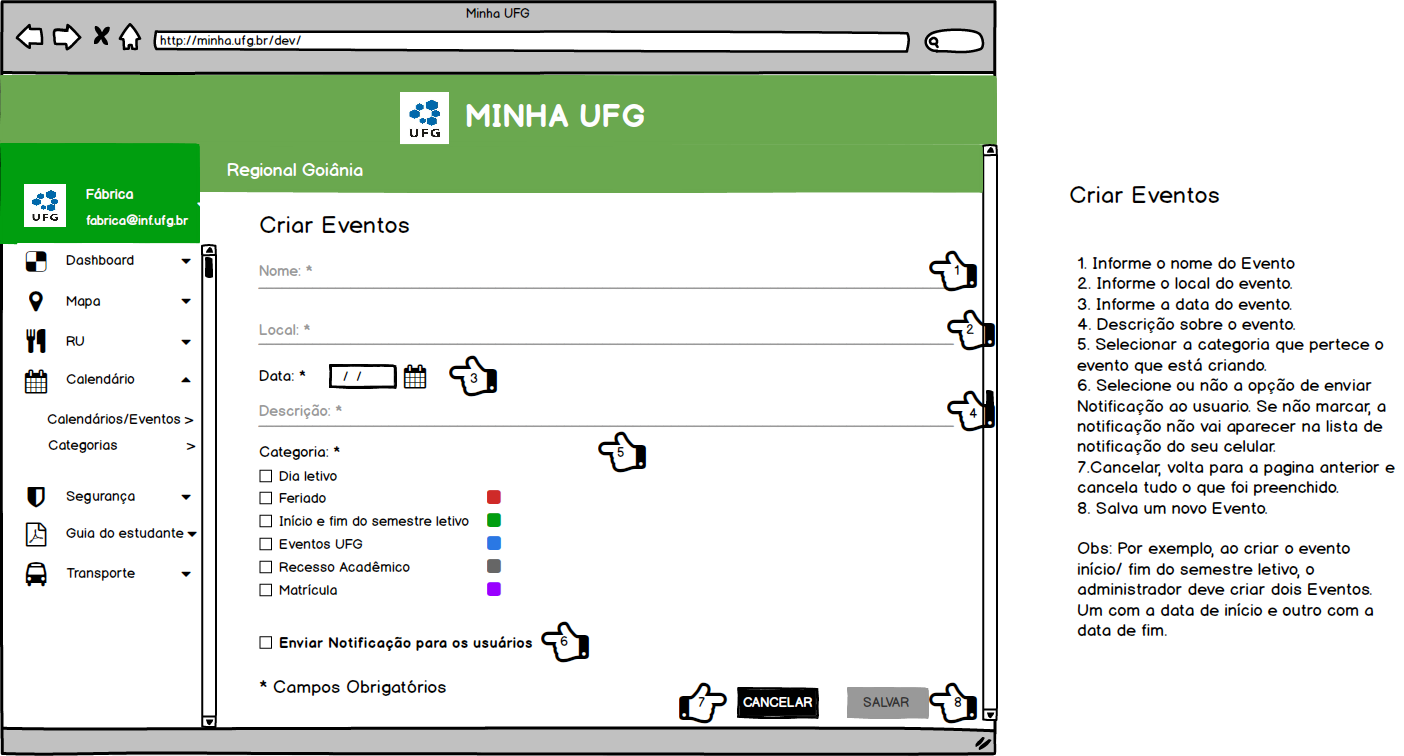 Minha UFG
http://minha.ufg.br/dev/
UFG
MINHA UFG
Regional Goiânia
UFG
Fábrica
fabrica@inf.ufg.br
Dashboard
Mapa
RU
Calendário
Calendários/Eventos >
Categorias >
Segurança
Guia do estudante
Transporte
Criar Eventos
Nome: *
1
Local: *
2
Data: *
/ /
3
Descrição: *
4
Categoria: *
5
Dia letivo
Feriado
Início e fim do semestre letivo
Eventos UFG
Recesso Acadêmico
Matrícula
Enviar Notificação para os usuários
6
* Campos Obrigatórios
7
CANCELAR
SALVAR
8
Criar Eventos
1. Informe o nome do Evento
2. Informe o local do evento.
3. Informe a data do evento.
4. Descrição sobre o evento.
5. Selecionar a categoria que pertece o
evento que está criando.
6. Selecione ou não a opção de enviar
Notificação ao usuario. Se não marcar, a
notificação não vai aparecer na lista de
notificação do seu celular.
7.Cancelar, volta para a pagina anterior e
cancela tudo o que foi preenchido.
8. Salva um novo Evento.
Obs: Por exemplo, ao criar o evento
início/ fim do semestre letivo, o
administrador deve criar dois Eventos.
Um com a data de início e outro com a
data de fim.